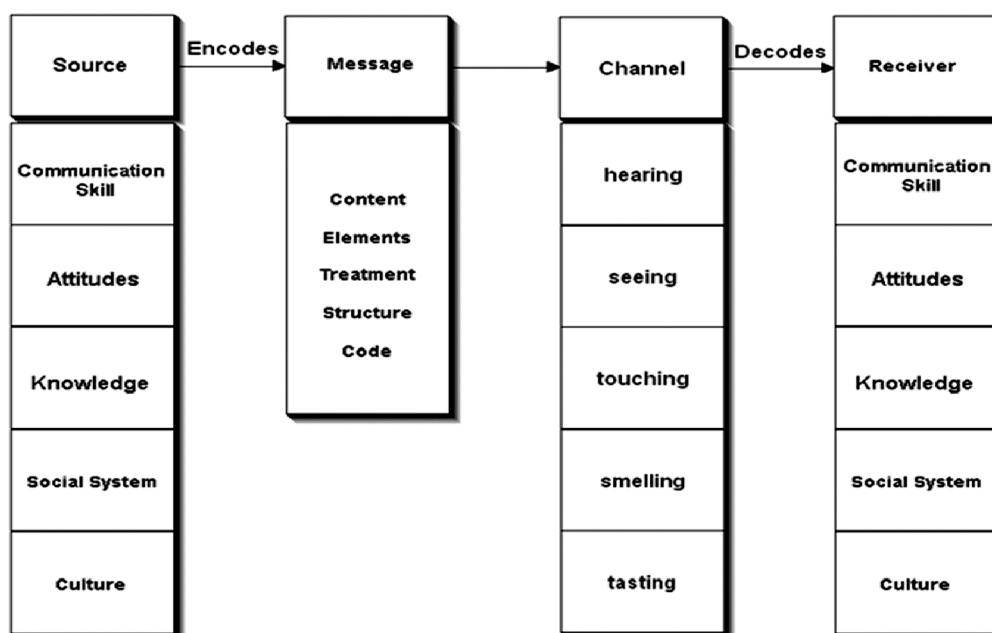 Source
Encodes
Message
Channel
Decodes
Receiver
Communication
Skill
Attitudes
Knowledge
Social System
Culture
Content
Elements
Treatment
Structure
Code
hearing
seeing
touching
smelling
tasting
Communication
Skill
Attitudes
Knowledge
Social System
Culture